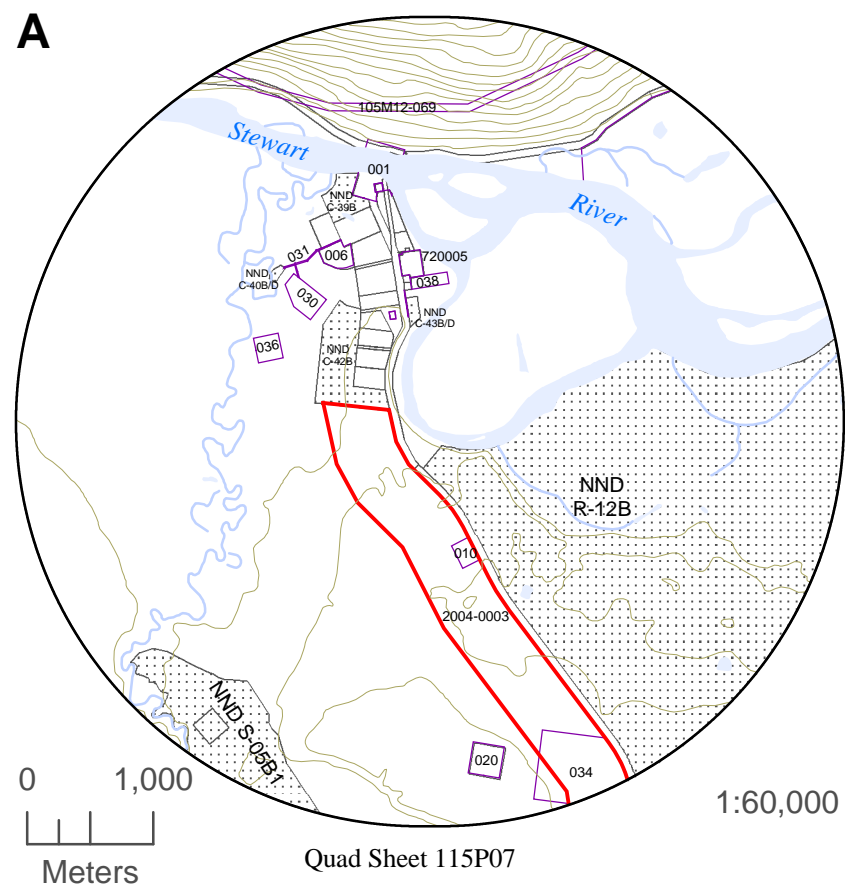 A
105M12-069
Stewart
001
NND
C-39B
River
031
006
720005
NND
C-40B/D
038
030
NND
C-43B/D
036
NND
C-42B
NND
R-12B
010
2004-0003
NND S-05B1
020
034
0
1,000
Meters
1:60,000
Quad Sheet 115P07